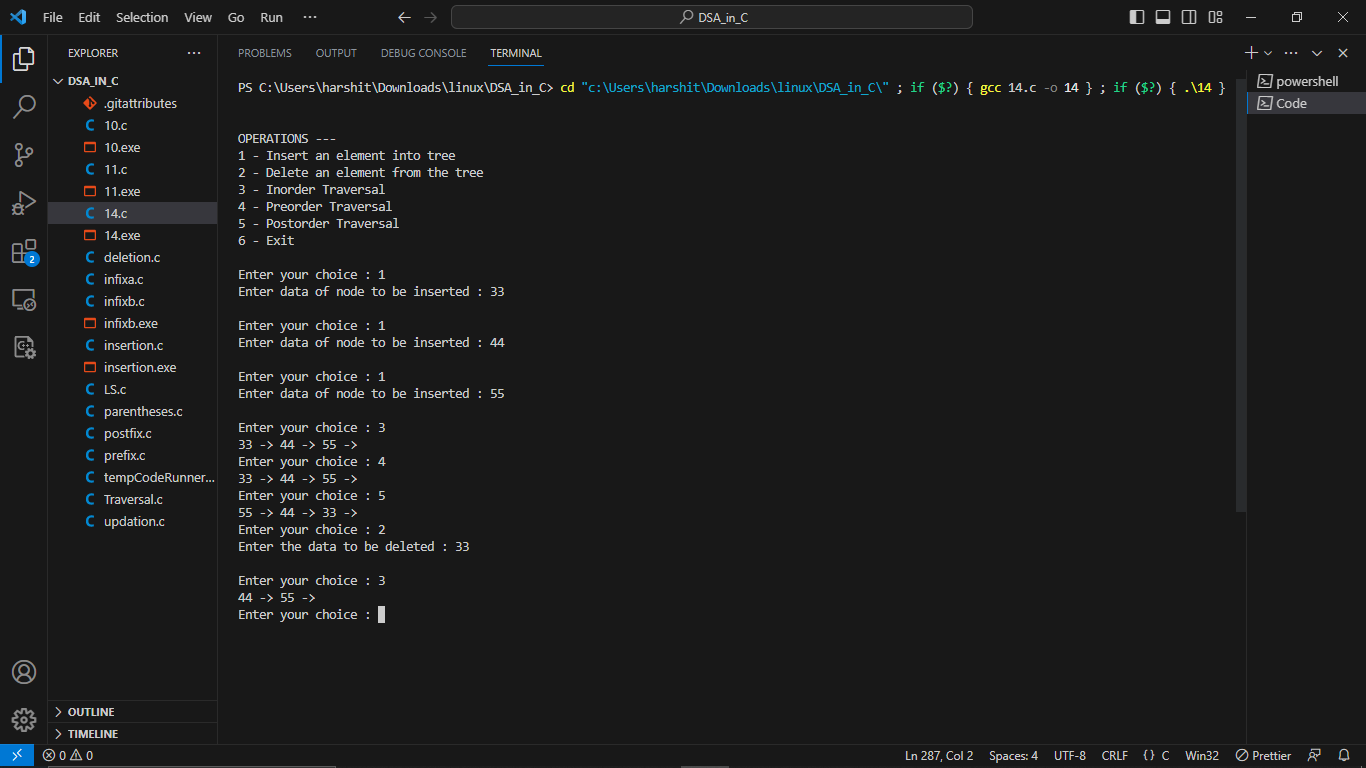 File Edit Selection View Go Run ··· DSA_in_C
EXPLORER ···
PROBLEMS OUTPUT DEBUG CONSOLE TERMINAL
DSA_IN_C
.gitattributes
10.c
10.exe
11.c
11.exe
14.c
14.exe
deletion.c
infixa.c
infixb.c
infixb.exe
insertion.c
insertion.exe
LS.c
parentheses.c
postfix.c
prefix.c
tempCodeRunner...
Traversal.c
updation.c
OUTLINE
TIMELINE
2
PS C:\Users\harshit\Downloads\linux\DSA_in_C> cd "c:\Users\harshit\Downloads\linux\DSA_in_C\" ; if ($?) { gcc 14.c -o 14 } ; if ($?) { .\14 }
OPERATIONS ---
1 - Insert an element into tree
2 - Delete an element from the tree
3 - Inorder Traversal
4 - Preorder Traversal
5 - Postorder Traversal
6 - Exit
Enter your choice : 1
Enter data of node to be inserted : 33
Enter your choice : 1
Enter data of node to be inserted : 44
Enter your choice : 1
Enter data of node to be inserted : 55
Enter your choice : 3
33 -> 44 -> 55 ->
Enter your choice : 4
33 -> 44 -> 55 ->
Enter your choice : 5
55 -> 44 -> 33 ->
Enter your choice : 2
Enter the data to be deleted : 33
Enter your choice : 3
44 -> 55 ->
Enter your choice :
powershell
Code
0 0 Ln 287, Col 2 Spaces: 4 UTF-8 CRLF {} C Win32 Prettier